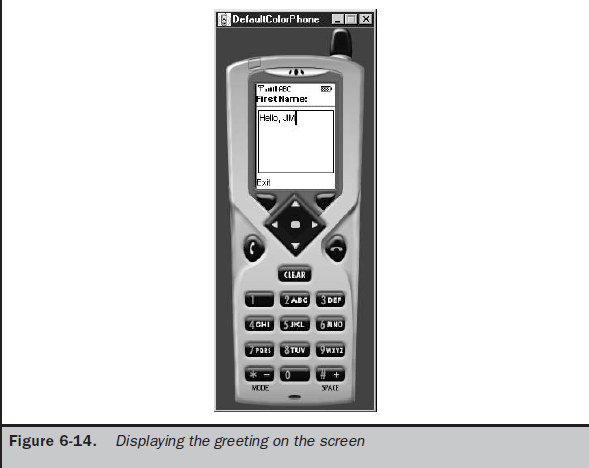 DefaultColorPhone
ABC
First Name:
Hello, JIM
Exit
CLEAR
1 2 ABC 3 DEF
4 GHI 5 JKL 6 MNO
7 PQRS 8 TUV 9 WXYZ
* - 0 # +
MODE SPACE
Figure 6-14. Displaying the greeting on the screen